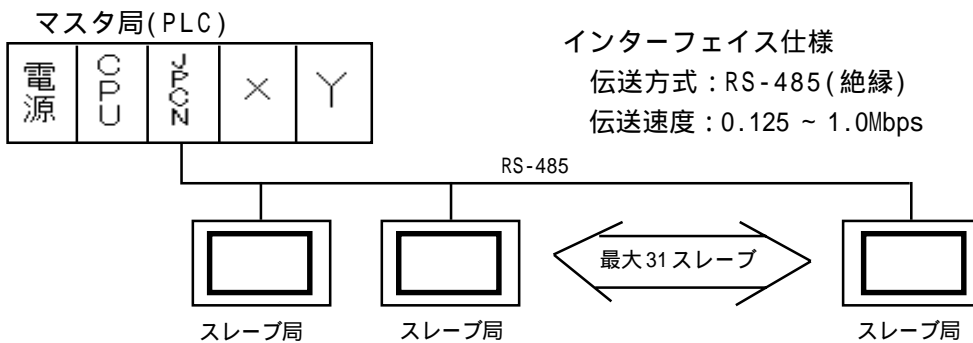 マスタ局(PLC)
電源
CPU
JPCN
X
Y
インターフェイス仕様
伝送方式：RS-485(絶縁)
伝送速度：0.125 ~ 1.0Mbps
RS-485
最大31スレーブ
スレーブ局
スレーブ局
スレーブ局